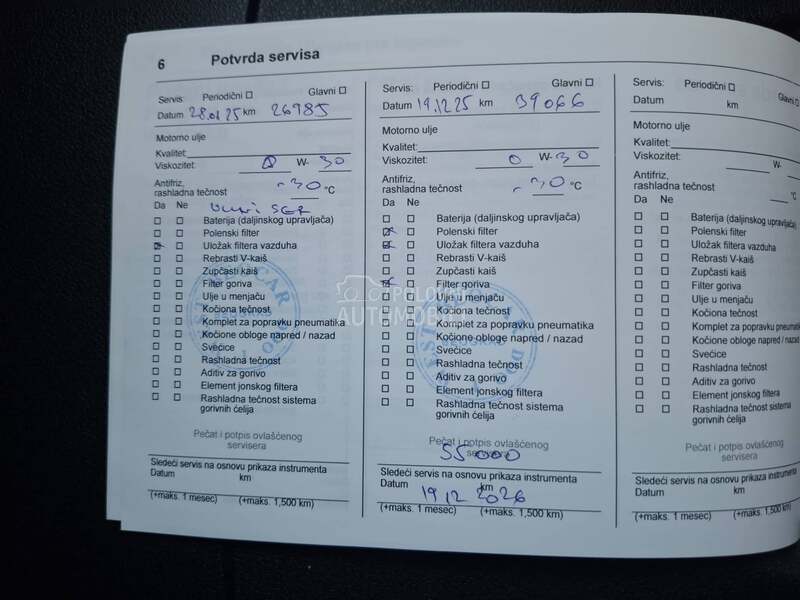 6 Potvrda servisa
Servis: Periodični ☐ Glavni ☐
Datum 28.01.25 km 26985
Motorno ulje
Kvalitet:
Viskozitet: 0 W- 30
Antifriz,
rashladna tečnost -30 °C
Da Ne
Baterija (daljinskog upravljača)
Polenski filter
Uložak filtera vazduha
Rebrasti V-kaiš
Zupčasti kaiš
Filter goriva
Ulje u menjaču
Kočiona tečnost
Komplet za popravku pneumatika
Kočione obloge napred / nazad
Svećice
Rashladna tečnost
Aditiv za gorivo
Element jonskog filtera
Rashladna tečnost sistema
gorivnih ćelija
Pečat i potpis ovlašćenog
servisera
Sledeći servis na osnovu prikaza instrumenta
Datum km
(+maks. 1 mesec) (+maks. 1,500 km)
Servis: Periodični ☐ Glavni ☐
Datum 19.12.25 km 39066
Motorno ulje
Kvalitet:
Viskozitet: 0 W- 30
Antifriz,
rashladna tečnost -30 °C
Da Ne
Baterija (daljinskog upravljača)
Polenski filter
Uložak filtera vazduha
Rebrasti V-kaiš
Zupčasti kaiš
Filter goriva
Ulje u menjaču
Kočiona tečnost
Komplet za popravku pneumatika
Kočione obloge napred / nazad
Svećice
Rashladna tečnost
Aditiv za gorivo
Element jonskog filtera
Rashladna tečnost sistema
gorivnih ćelija
Pečat i potpis ovlašćenog
servisera
55000
Sledeći servis na osnovu prikaza instrumenta
Datum 19.12.2026 km
(+maks. 1 mesec) (+maks. 1,500 km)
Servis: Periodični ☐ Glavni
Datum km
Motorno ulje
Kvalitet:
Viskozitet: W-
Antifriz,
rashladna tečnost
Da Ne
Baterija (daljinskog upravljača)
Polenski filter
Uložak filtera vazduha
Rebrasti V-kaiš
Zupčasti kaiš
Filter goriva
Ulje u menjaču
Kočiona tečnost
Komplet za popravku pneumatika
Kočione obloge napred / nazad
Svećice
Rashladna tečnost
Aditiv za gorivo
Element jonskog filtera
Rashladna tečnost sistema
gorivnih ćelija
Pečat i potpis ovlašćenog
servisera
Sledeći servis na osnovu prikaza instrumenta
Datum km
(+maks. 1 mesec) (+maks. 1,500 km)
POLOVNI
AUTOMOBILI